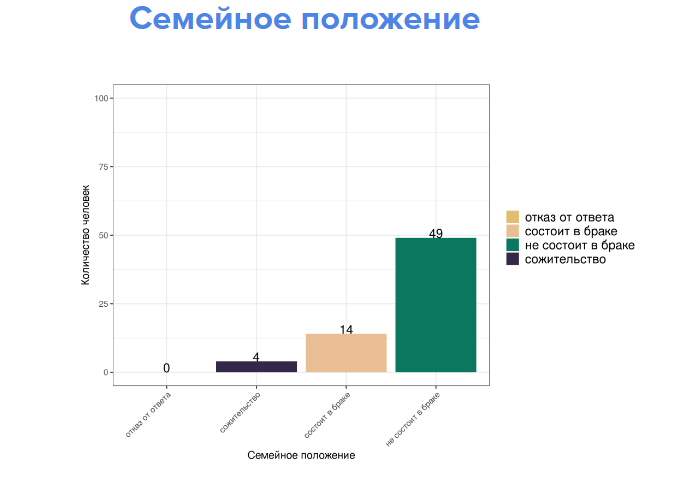 Семейное положение
100
75
50
25
0
Количество человек
0
4
14
49
отказ от ответа
сожительство
состоит в браке
не состоит в браке
Семейное положение
отказ от ответа
состоит в браке
не состоит в браке
сожительство